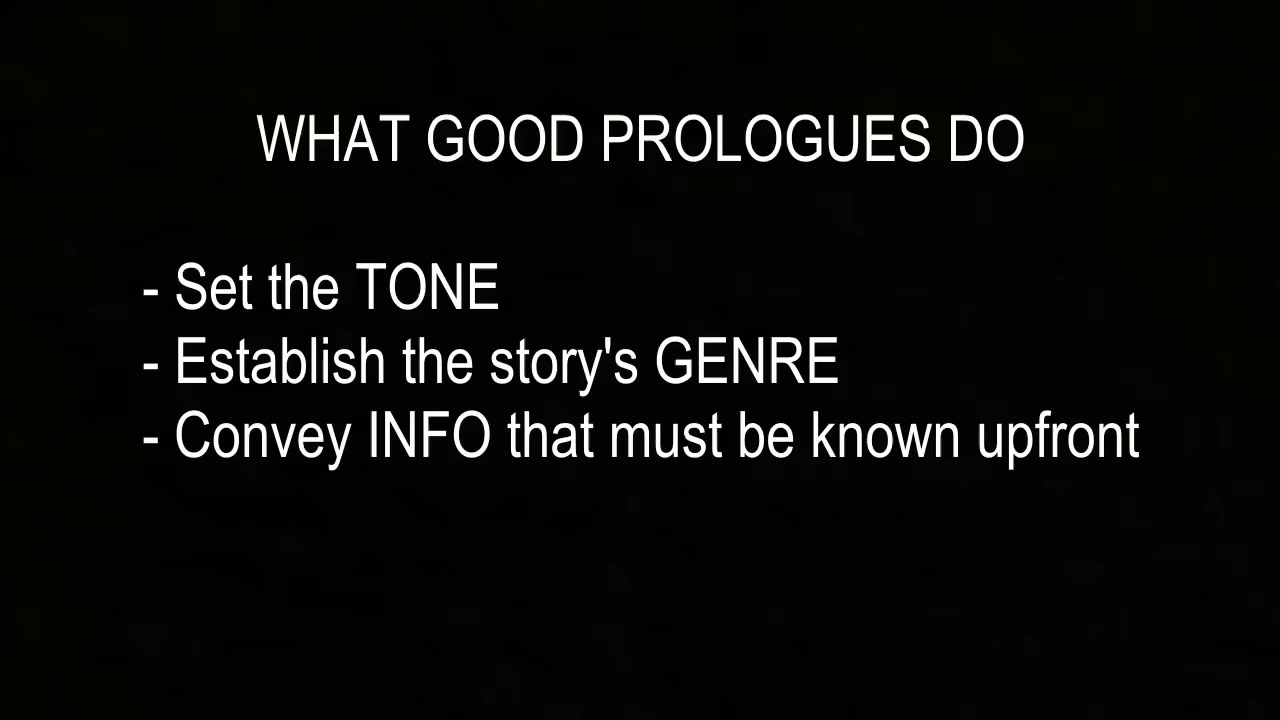 WHAT GOOD PROLOGUES DO
- Set the TONE
- Establish the story's GENRE
- Convey INFO that must be known upfront